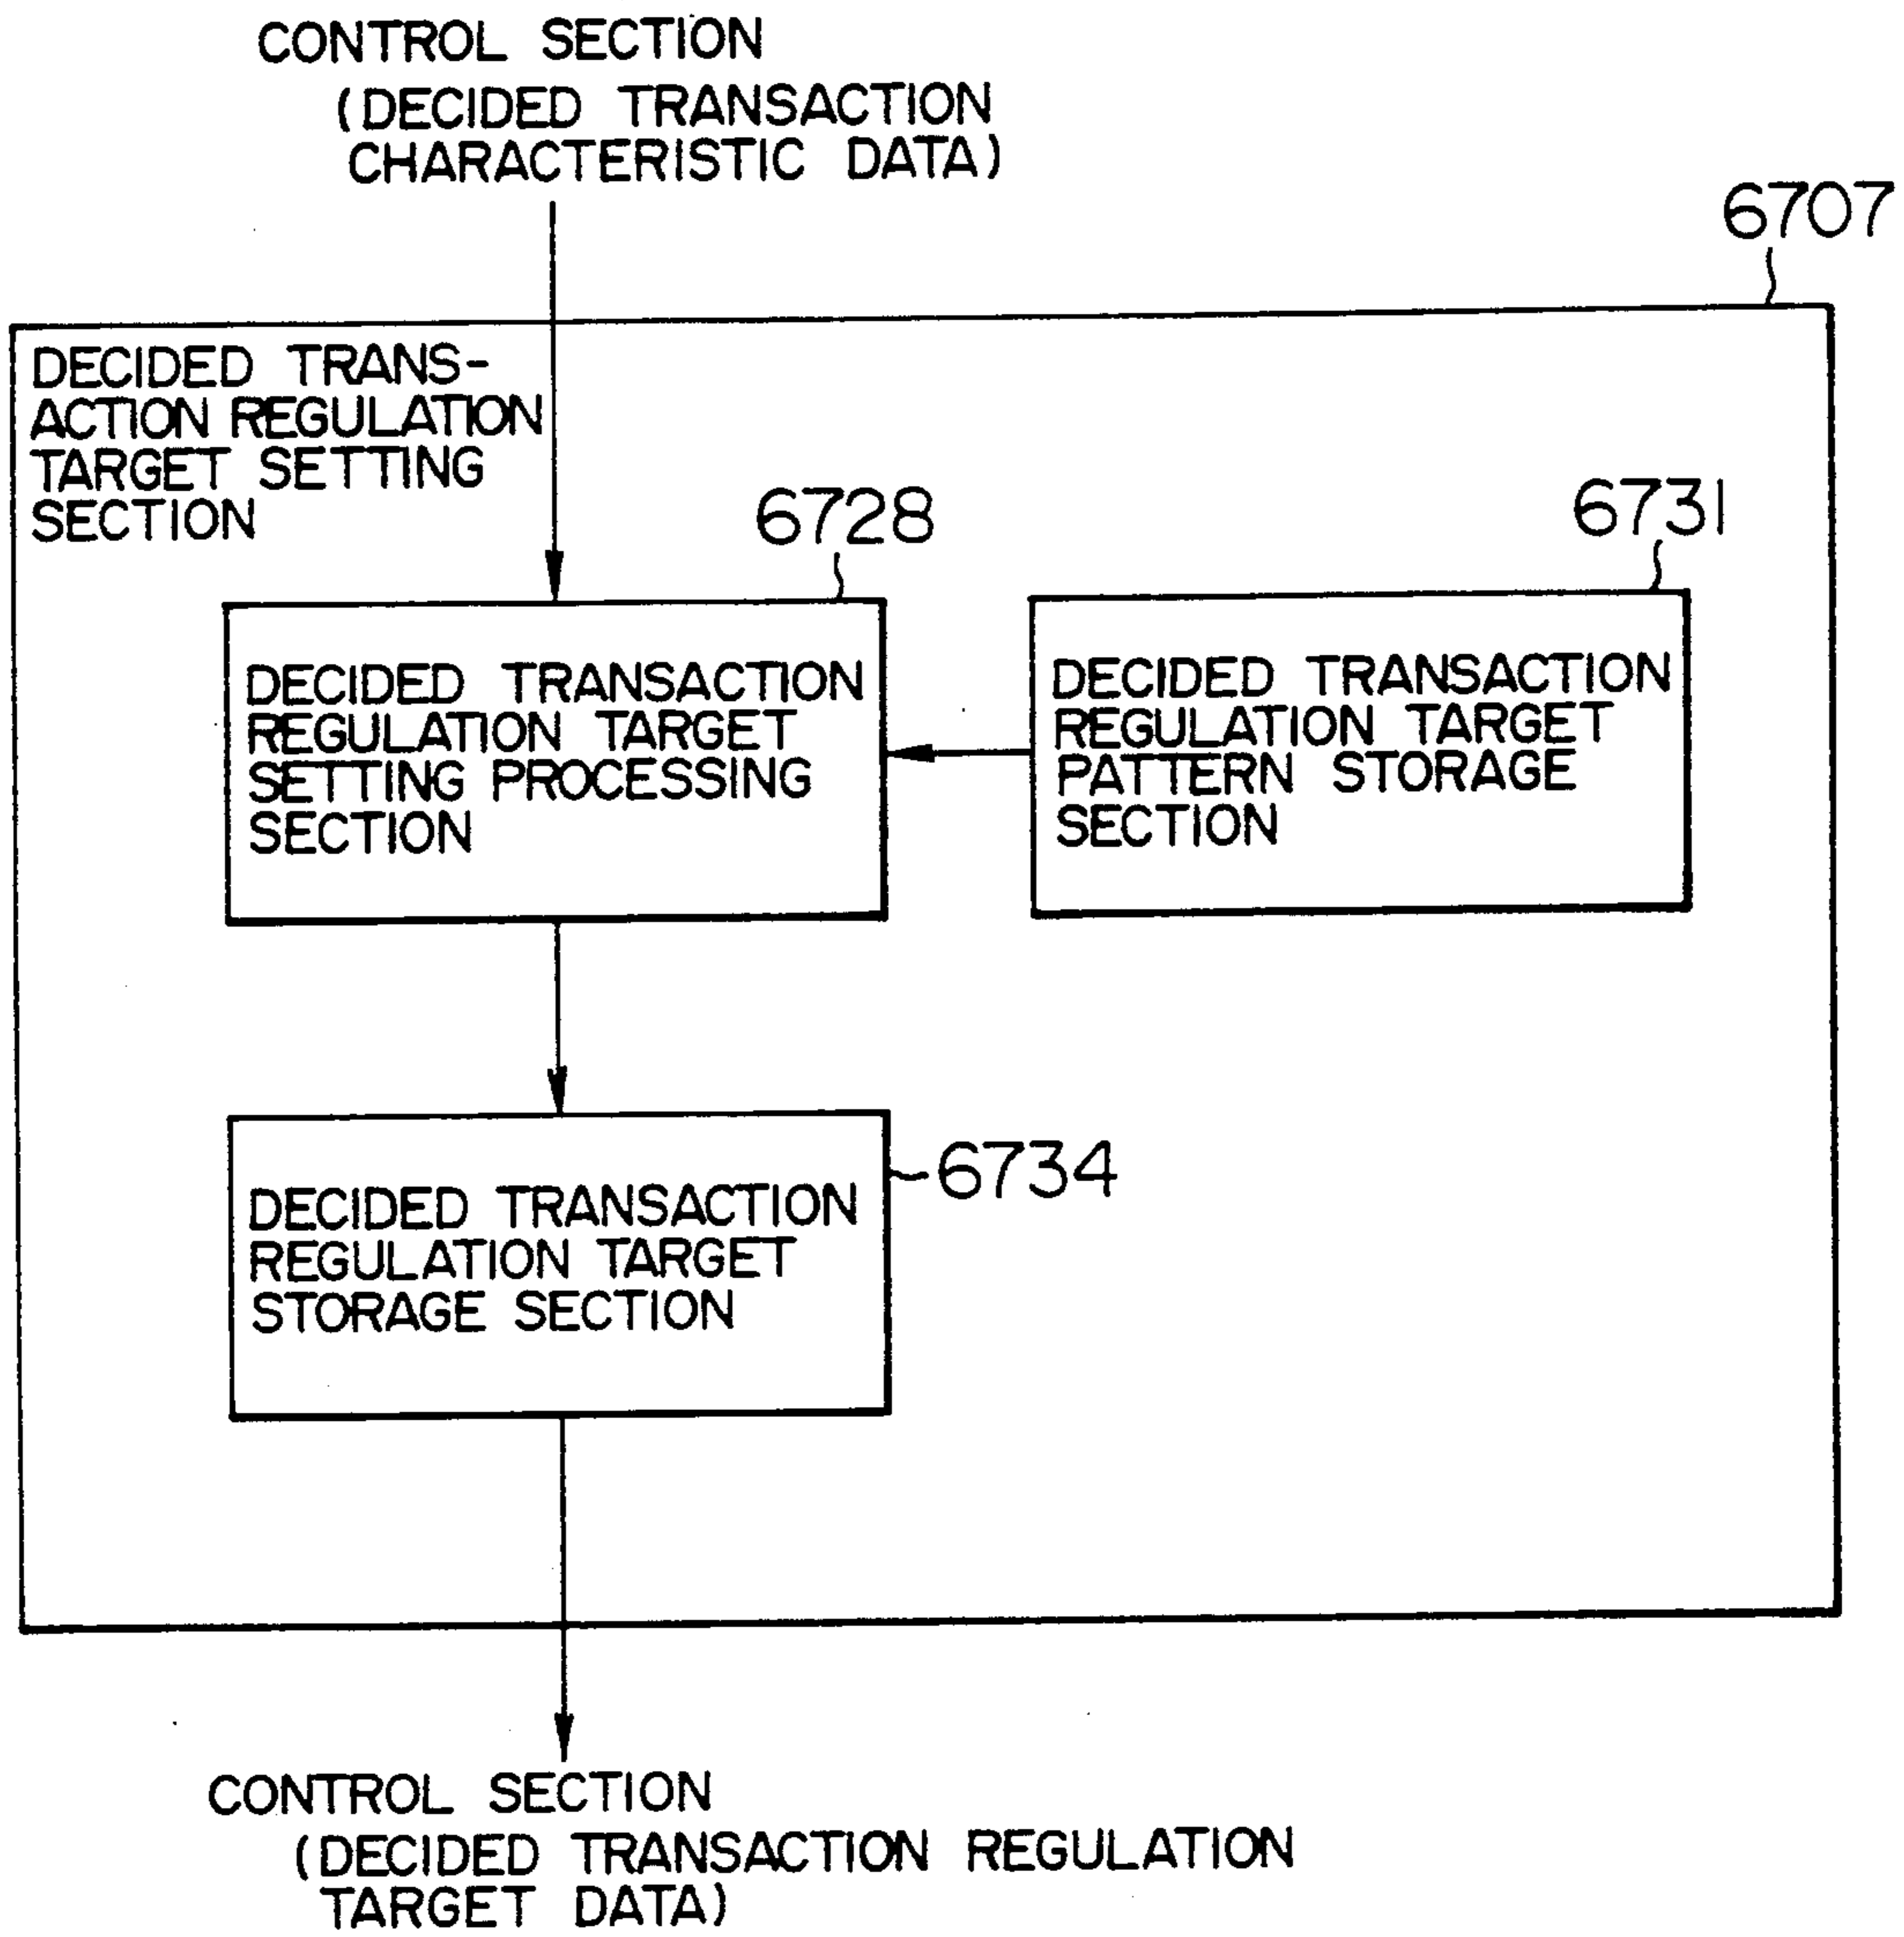 CONTROL SECTION
(DECIDED TRANSACTION
CHARACTERISTIC DATA)
6707
DECIDED TRANS-
ACTION REGULATION
TARGET SETTING
SECTION
6728
6731
DECIDED TRANSACTION
REGULATION TARGET
SETTING PROCESSING
SECTION
DECIDED TRANSACTION
REGULATION TARGET
PATTERN STORAGE
SECTION
6734
DECIDED TRANSACTION
REGULATION TARGET
STORAGE SECTION
CONTROL SECTION
(DECIDED TRANSACTION REGULATION
TARGET DATA)